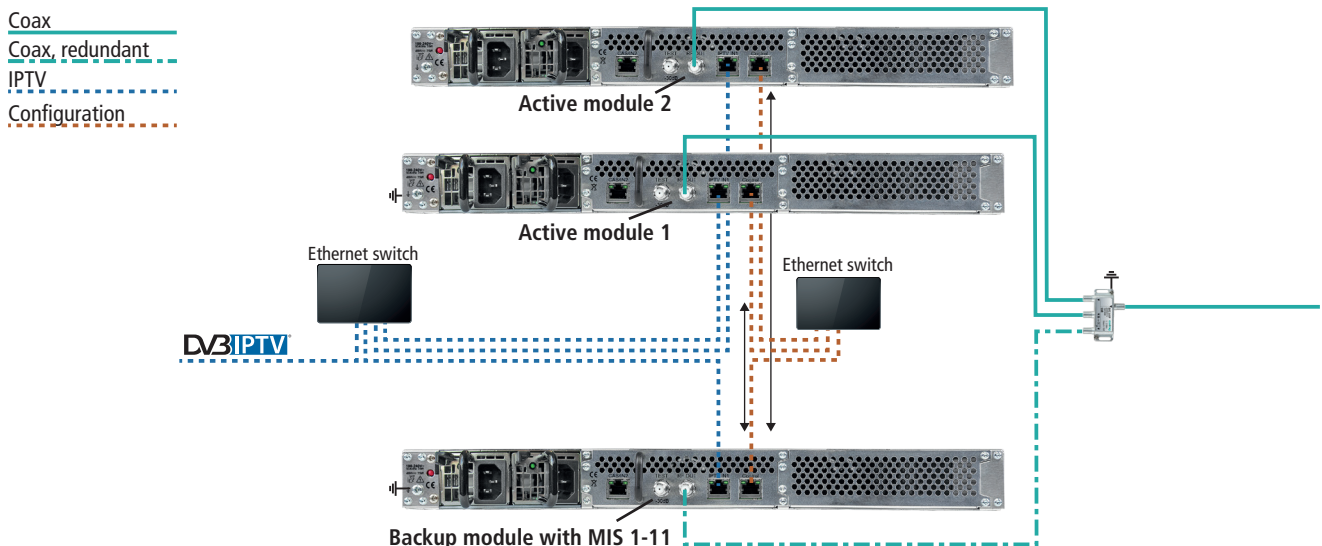 Coax
Coax, redundant
IPTV
Configuration
Active module 2
Active module 1
Ethernet switch
Ethernet switch
DVB IPTV
Backup module with MIS 1-11